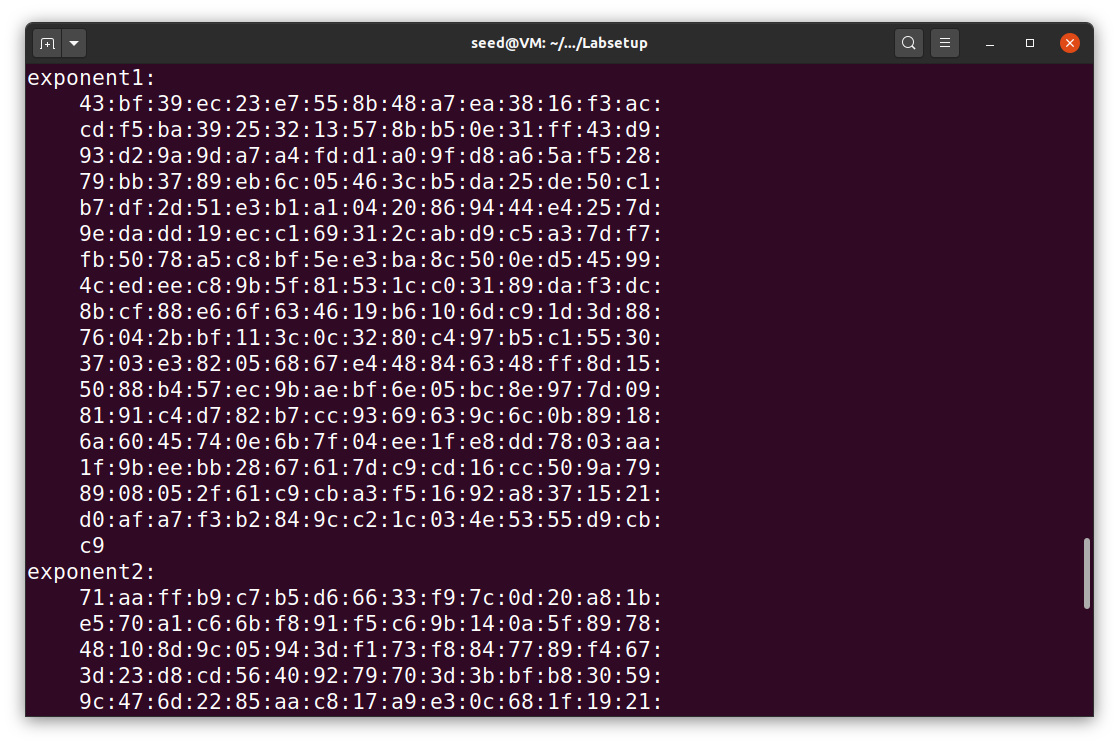 seed@VM: ~/.../Labsetup
exponent1:
43:bf:39:ec:23:e7:55:8b:48:a7:ea:38:16:f3:ac:
cd:f5:ba:39:25:32:13:57:8b:b5:0e:31:ff:43:d9:
93:d2:9a:9d:a7:a4:fd:d1:a0:9f:d8:a6:5a:f5:28:
79:bb:37:89:eb:6c:05:46:3c:b5:da:25:de:50:c1:
b7:df:2d:51:e3:b1:a1:04:20:86:94:44:e4:25:7d:
9e:da:dd:19:ec:c1:69:31:2c:ab:d9:c5:a3:7d:f7:
fb:50:78:a5:c8:bf:5e:e3:ba:8c:50:0e:d5:45:99:
4c:ed:ee:c8:9b:5f:81:53:1c:c0:31:89:da:f3:dc:
8b:cf:88:e6:6f:63:46:19:b6:10:6d:c9:1d:3d:88:
76:04:2b:bf:11:3c:0c:32:80:c4:97:b5:c1:55:30:
37:03:e3:82:05:68:67:e4:48:84:63:48:ff:8d:15:
50:88:b4:57:ec:9b:ae:bf:6e:05:bc:8e:97:7d:09:
81:91:c4:d7:82:b7:cc:93:69:63:9c:6c:0b:89:18:
6a:60:45:74:0e:6b:7f:04:ee:1f:e8:dd:78:03:aa:
1f:9b:ee:bb:28:67:61:7d:c9:cd:16:cc:50:9a:79:
89:08:05:2f:61:c9:cb:a3:f5:16:92:a8:37:15:21:
d0:af:a7:f3:b2:84:9c:c2:1c:03:4e:53:55:d9:cb:
c9
exponent2:
71:aa:ff:b9:c7:b5:d6:66:33:f9:7c:0d:20:a8:1b:
e5:70:a1:c6:6b:f8:91:f5:c6:9b:14:0a:5f:89:78:
48:10:8d:9c:05:94:3d:f1:73:f8:84:77:89:f4:67:
3d:23:d8:cd:56:40:92:79:70:3d:3b:bf:b8:30:59:
9c:47:6d:22:85:aa:c8:17:a9:e3:0c:68:1f:19:21: